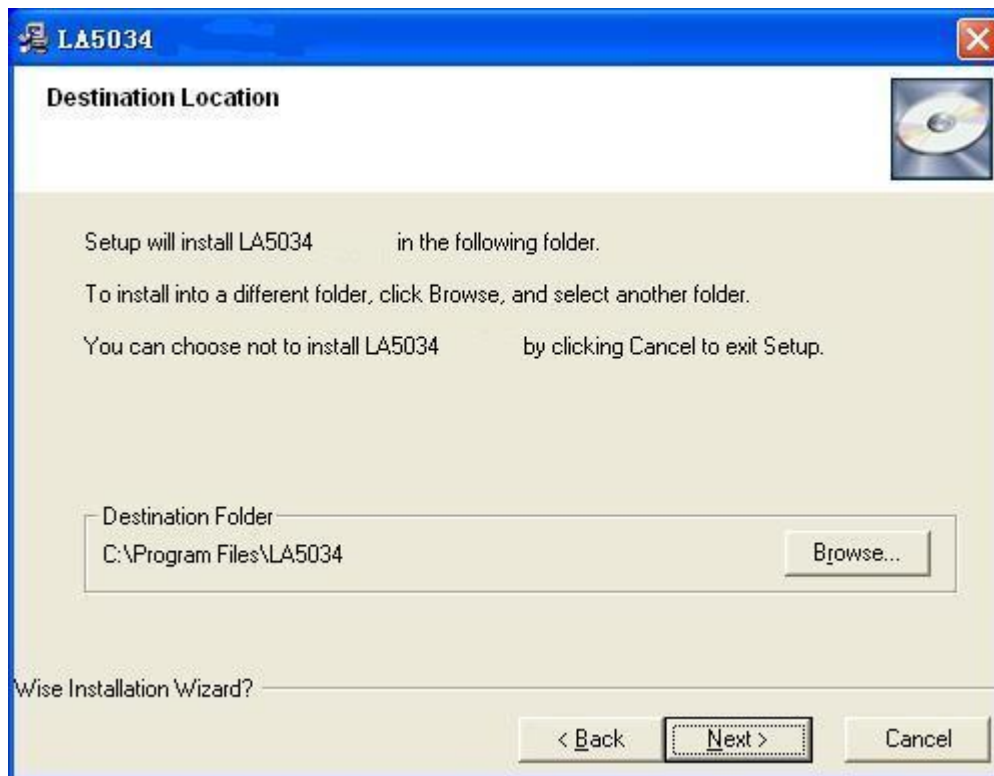 LA5034
Destination Location
Setup will install LA5034 in the following folder.
To install into a different folder, click Browse, and select another folder.
You can choose not to install LA5034 by clicking Cancel to exit Setup.
Destination Folder
C:\Program Files\LA5034
Browse...
Wise Installation Wizard?
< Back Next > Cancel